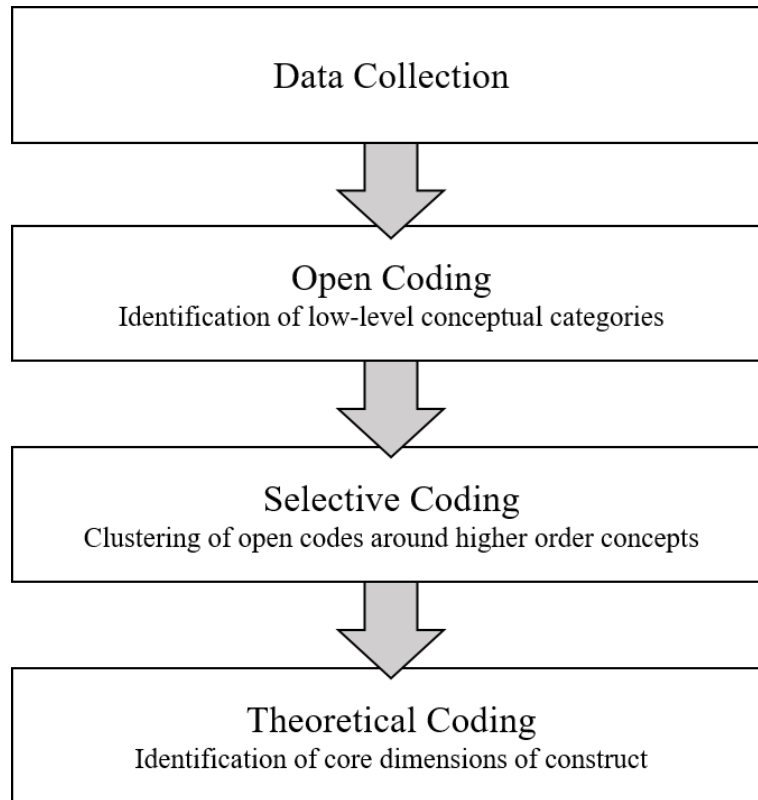 Data Collection
Open Coding
Identification of low-level conceptual categories
Selective Coding
Clustering of open codes around higher order concepts
Theoretical Coding
Identification of core dimensions of construct